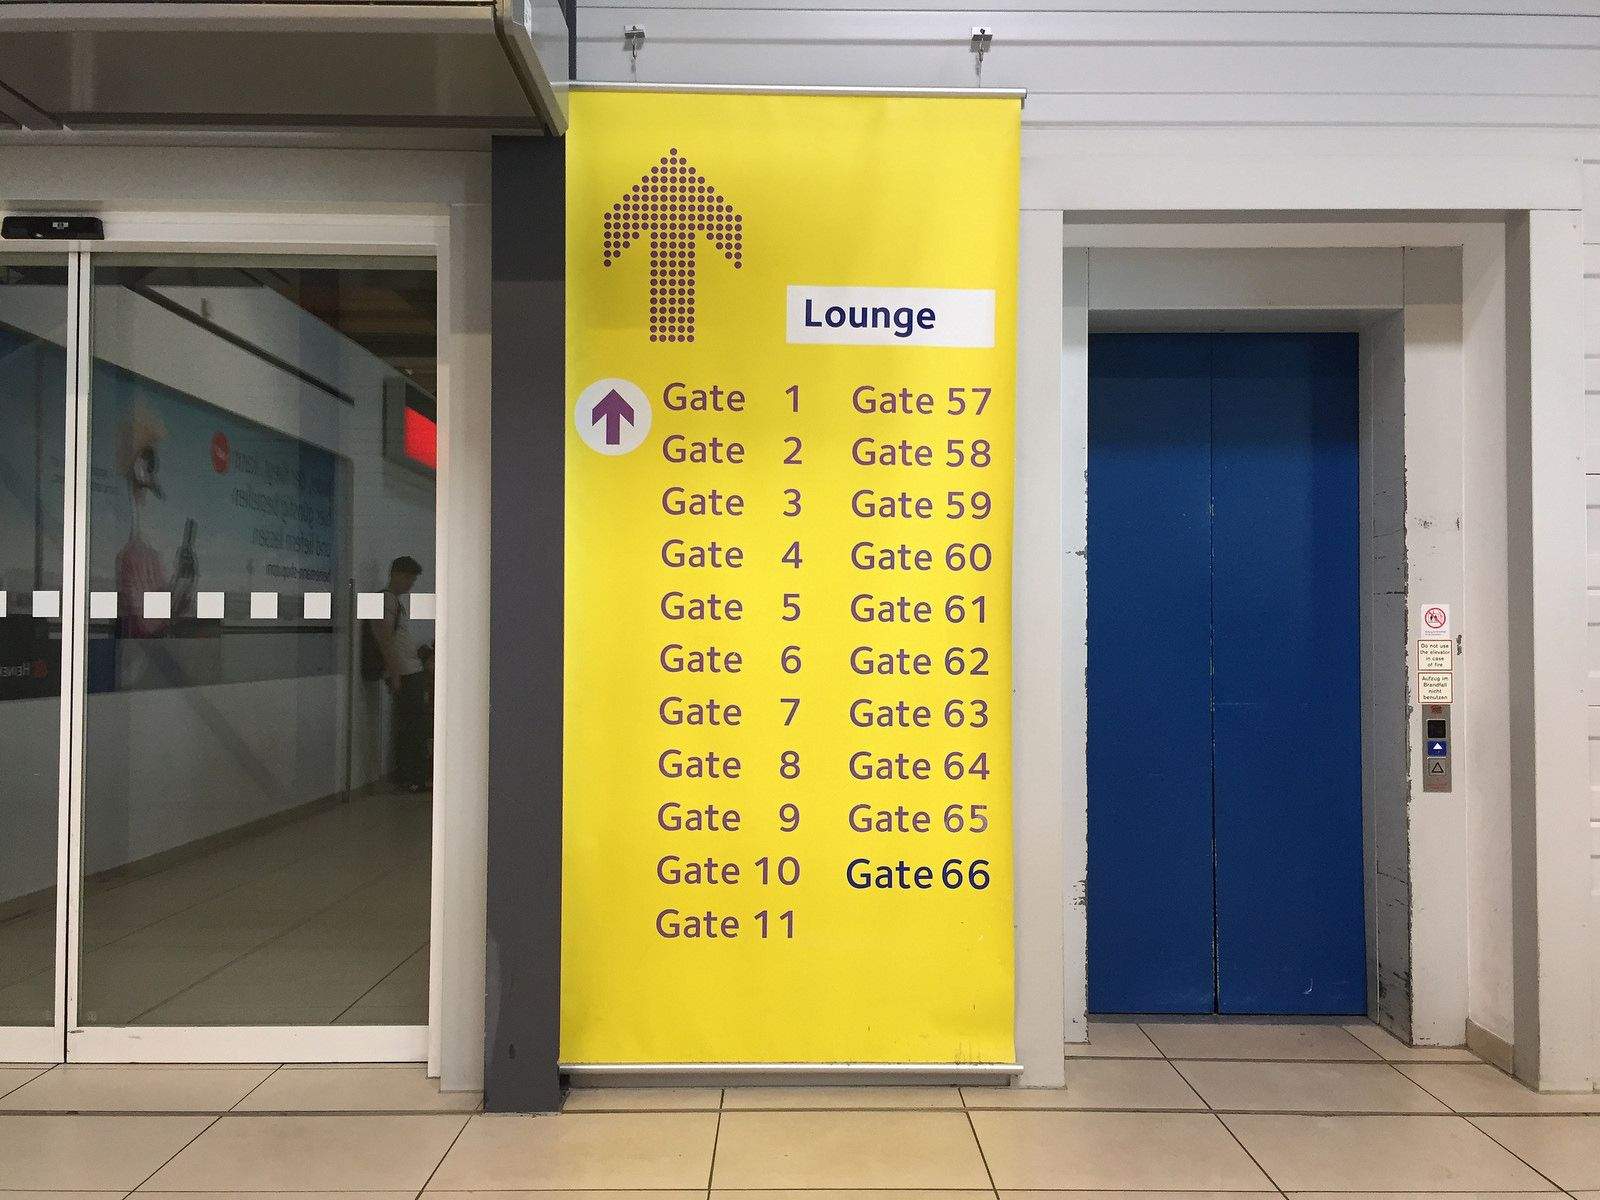 Lounge
Gate 1
Gate 2
Gate 3
Gate 4
Gate 5
Gate 6
Gate 7
Gate 8
Gate 9
Gate 10
Gate 11
Gate 57
Gate 58
Gate 59
Gate 60
Gate 61
Gate 62
Gate 63
Gate 64
Gate 65
Gate 66
Do not use
the elevator
in case
of fire
Aufzug im
Brandfall
nicht
benutzen